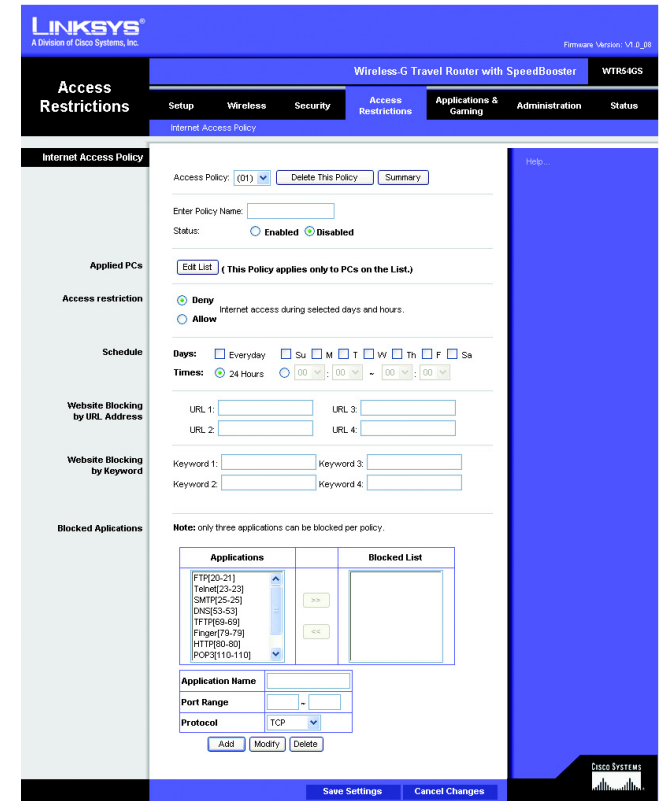 LINKSYS®
A Division of Cisco Systems, Inc.
Firmware Version: V1.0_08
Wireless-G Travel Router with SpeedBooster WTR54GS
Access Restrictions
Setup Wireless Security Access Restrictions Applications & Gaming Administration Status
Internet Access Policy
Internet Access Policy
Help...
Access Policy: (01) Delete This Policy Summary
Enter Policy Name:
Status: Enabled Disabled
Applied PCs
Edit List ( This Policy applies only to PCs on the List.)
Access restriction
Deny
Internet access during selected days and hours.
Allow
Schedule
Days: Everyday Su M T W Th F Sa
Times: 24 Hours 00 : 00 ~ 00 : 00
Website Blocking by URL Address
URL 1: URL 3:
URL 2: URL 4:
Website Blocking by Keyword
Keyword 1: Keyword 3:
Keyword 2: Keyword 4:
Blocked Aplications
Note: only three applications can be blocked per policy.
Applications Blocked List
FTP[20-21]
Telnet[23-23]
SMTP[25-25]
DNS[53-53]
TFTP[69-69]
Finger[79-79]
HTTP[80-80]
POP3[110-110]
>>
<<
Application Name
Port Range ~
Protocol TCP
Add Modify Delete
CISCO SYSTEMS
Save Settings Cancel Changes